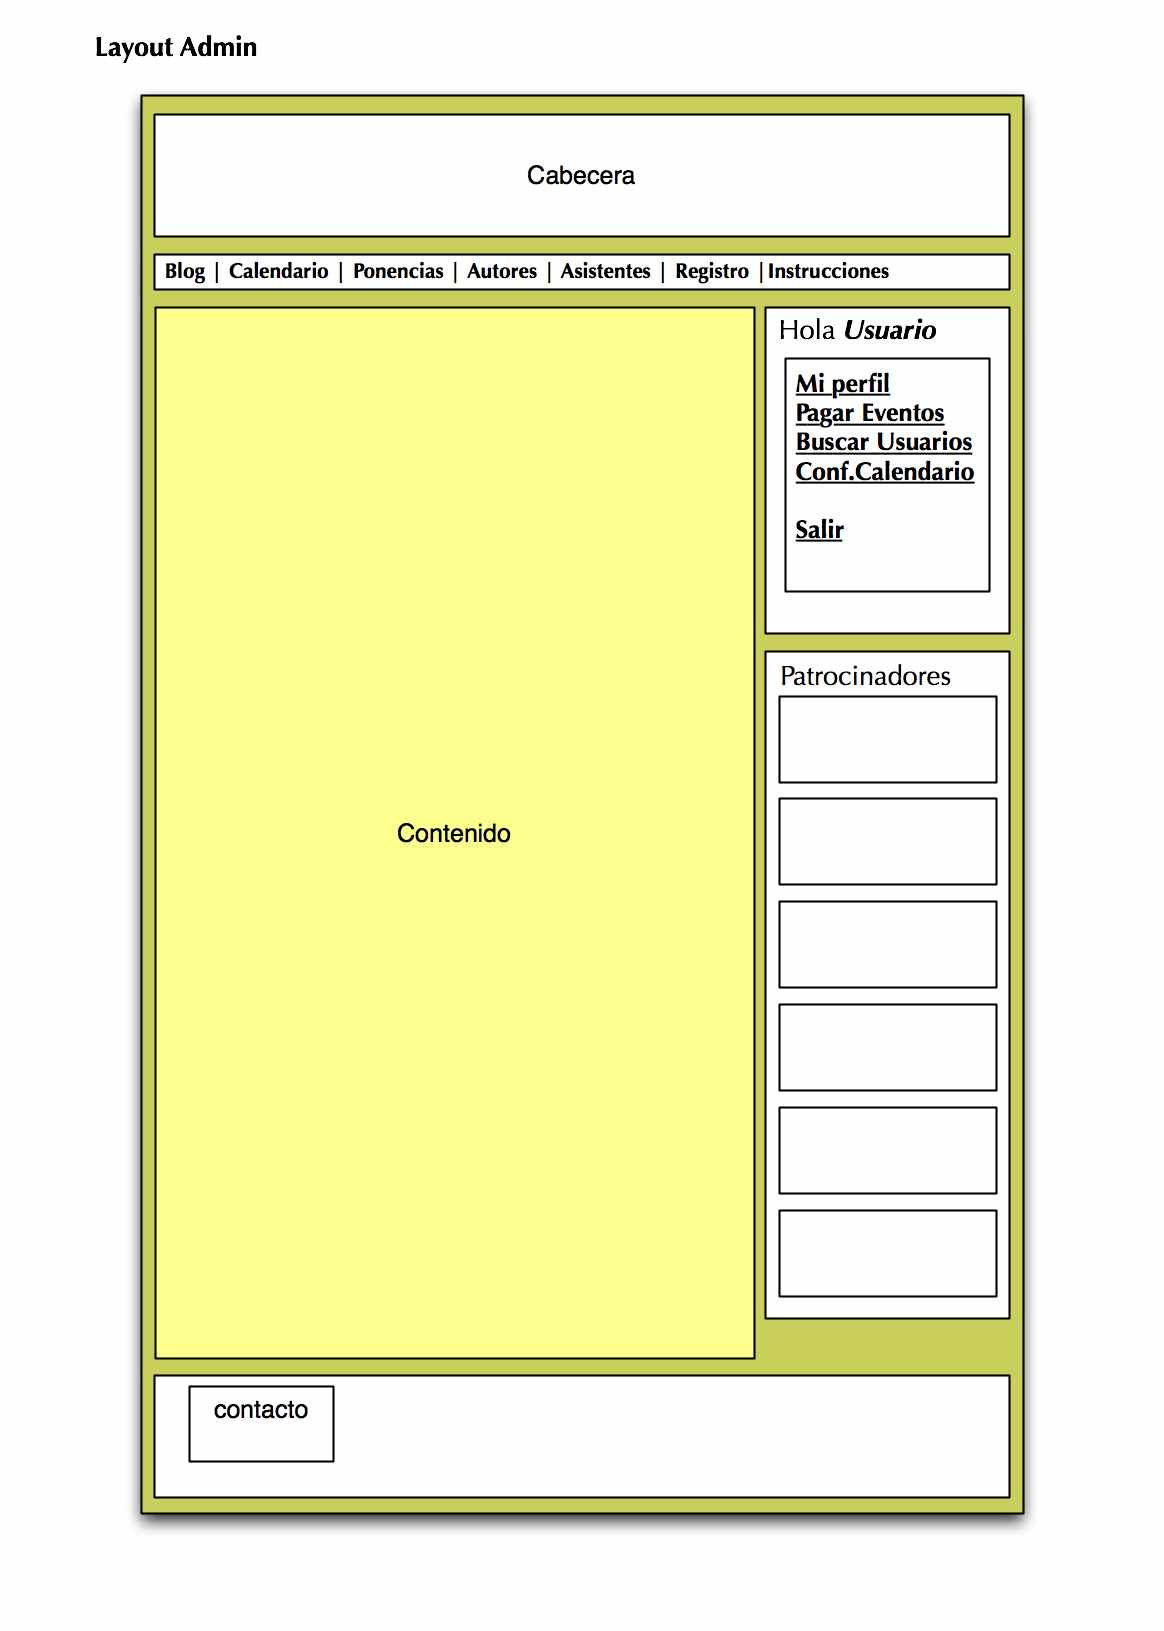 Layout Admin
Cabecera
Blog | Calendario | Ponencias | Autores | Asistentes | Registro |Instrucciones
Hola Usuario
Mi perfil
Pagar Eventos
Buscar Usuarios
Conf.Calendario
Salir
Patrocinadores
Contenido
contacto